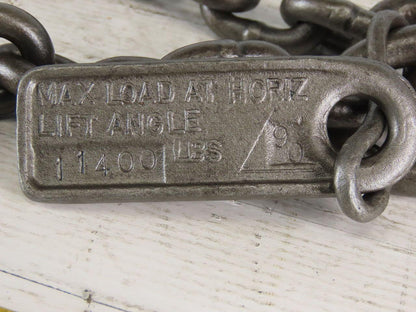 MAX LOAD AT HORIZ
LIFT ANGLE
11400 LBS 90